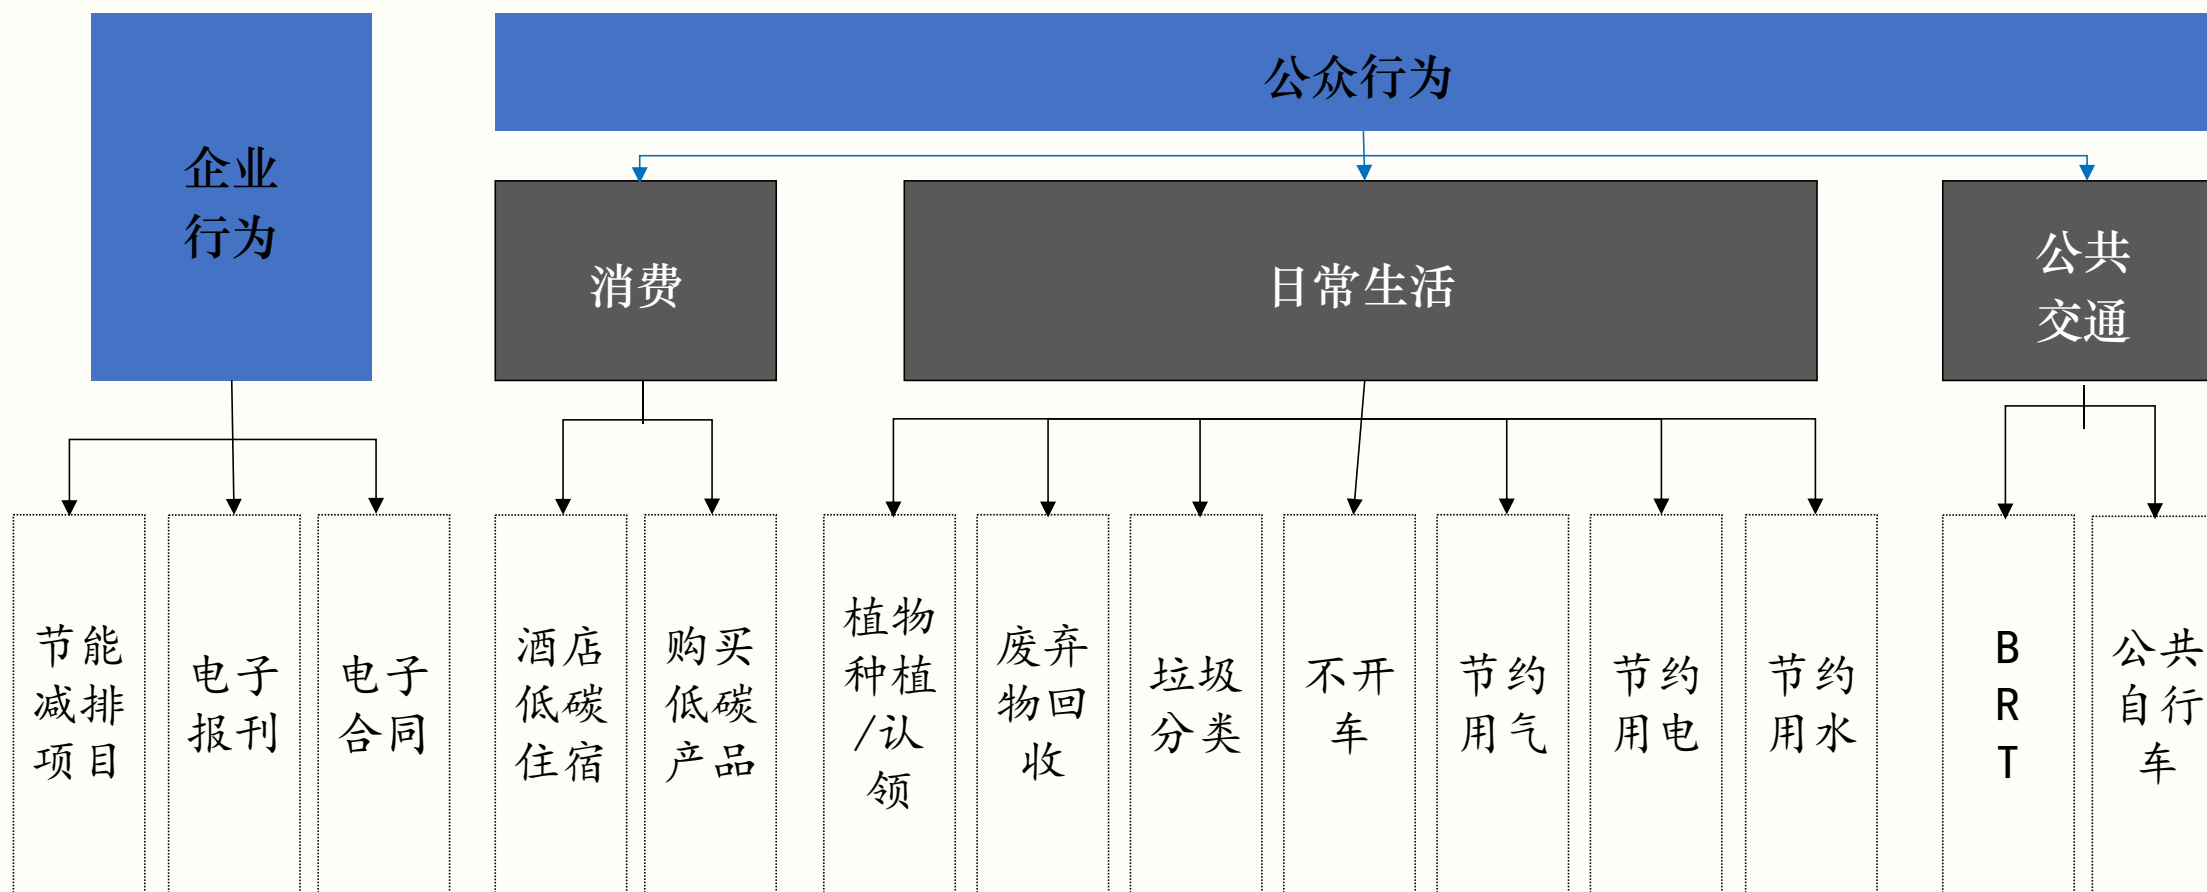 公众行为
企业
行为
消费
日常生活
公共
交通
节能
减排
项目
电子
报刊
电子
合同
酒店
低碳
住宿
购买
低碳
产品
植物
种植
/认
领
废弃
物回
收
垃圾
分类
不开
车
节约
用气
节约
用电
节约
用水
B
R
T
公共
自行
车